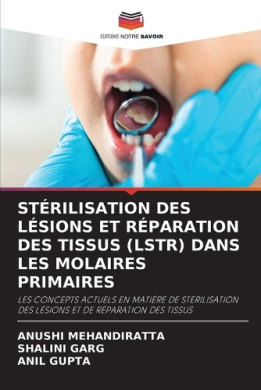 EDITIONS NOTRE SAVOIR
STÉRILISATION DES
LÉSIONS ET RÉPARATION
DES TISSUS (LSTR) DANS
LES MOLAIRES
PRIMAIRES
LES CONCEPTS ACTUELS EN MATIÈRE DE STÉRILISATION
DES LÉSIONS ET DE RÉPARATION DES TISSUS
ANUSHI MEHANDIRATTA
SHALINI GARG
ANIL GUPTA